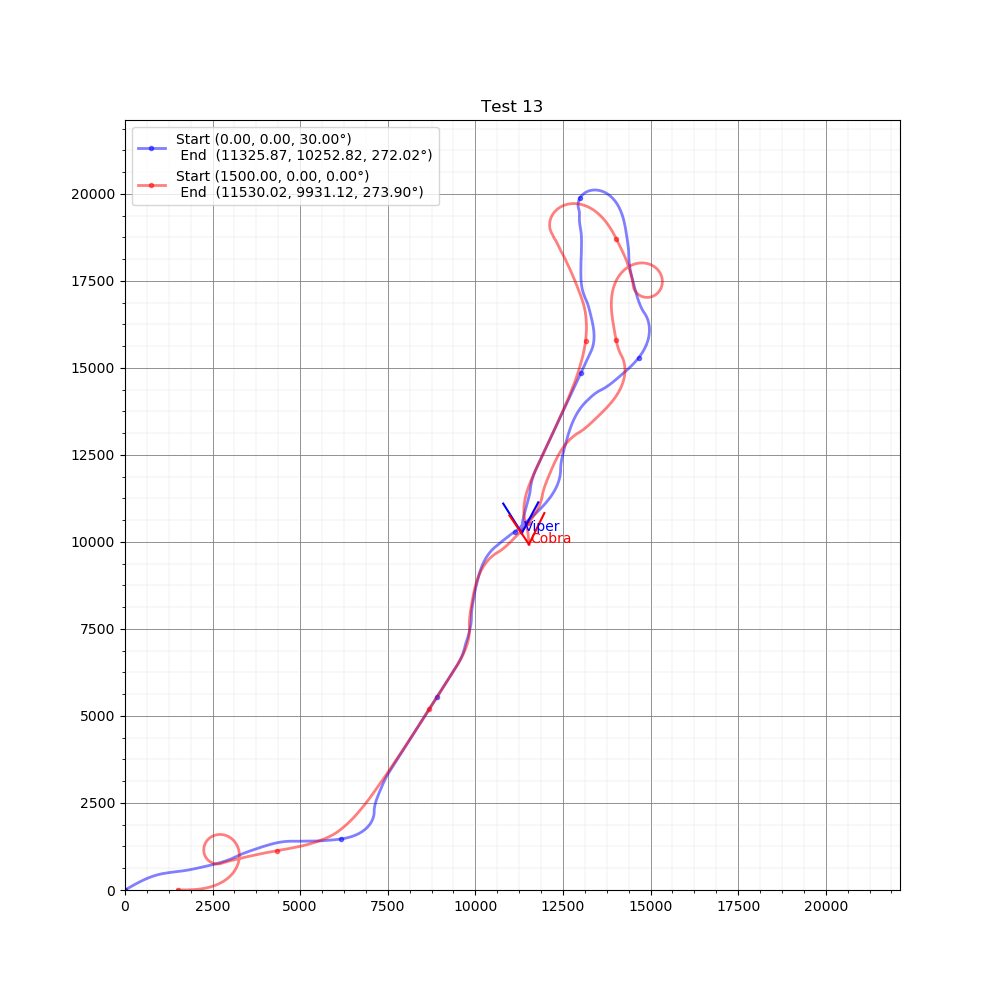 Test 13
Start (0.00, 0.00, 30.00°)
End (11325.87, 10252.82, 272.02°)
Start (1500.00, 0.00, 0.00°)
End (11530.02, 9931.12, 273.90°)
20000
17500
15000
12500
10000
7500
5000
2500
0
Viper
Cobra
0 2500 5000 7500 10000 12500 15000 17500 20000